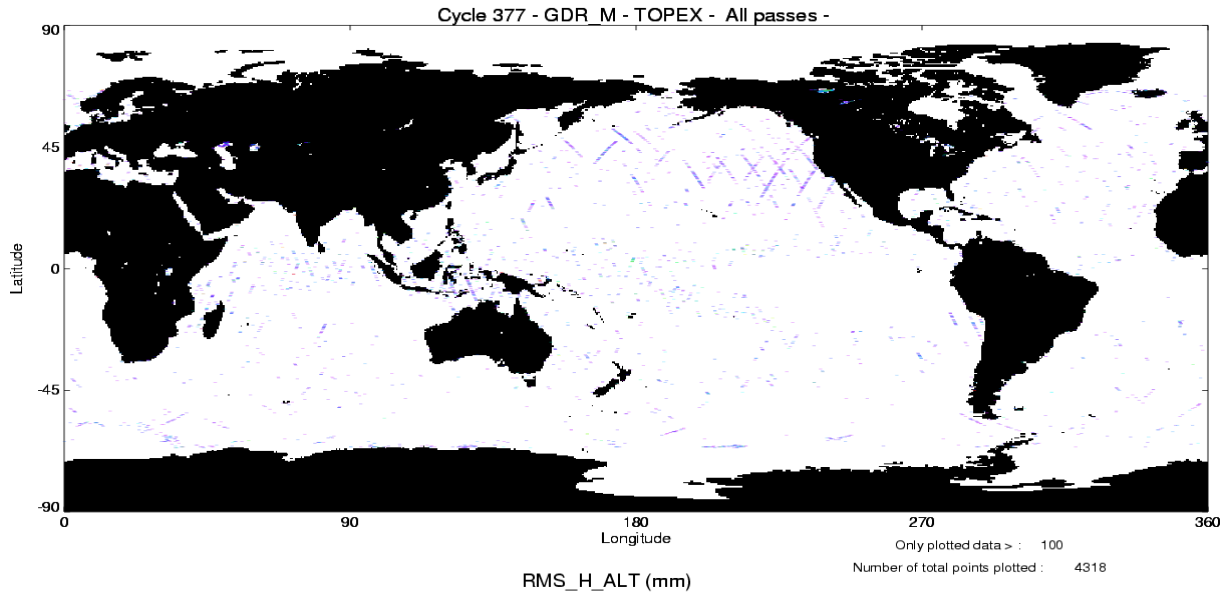 Cycle 377 - GDR_M - TOPEX - All passes -
90
45
0
-45
-90
Latitude
0 90 180 270 360
Longitude
Only plotted data > : 100
Number of total points plotted : 4318
RMS_H_ALT (mm)